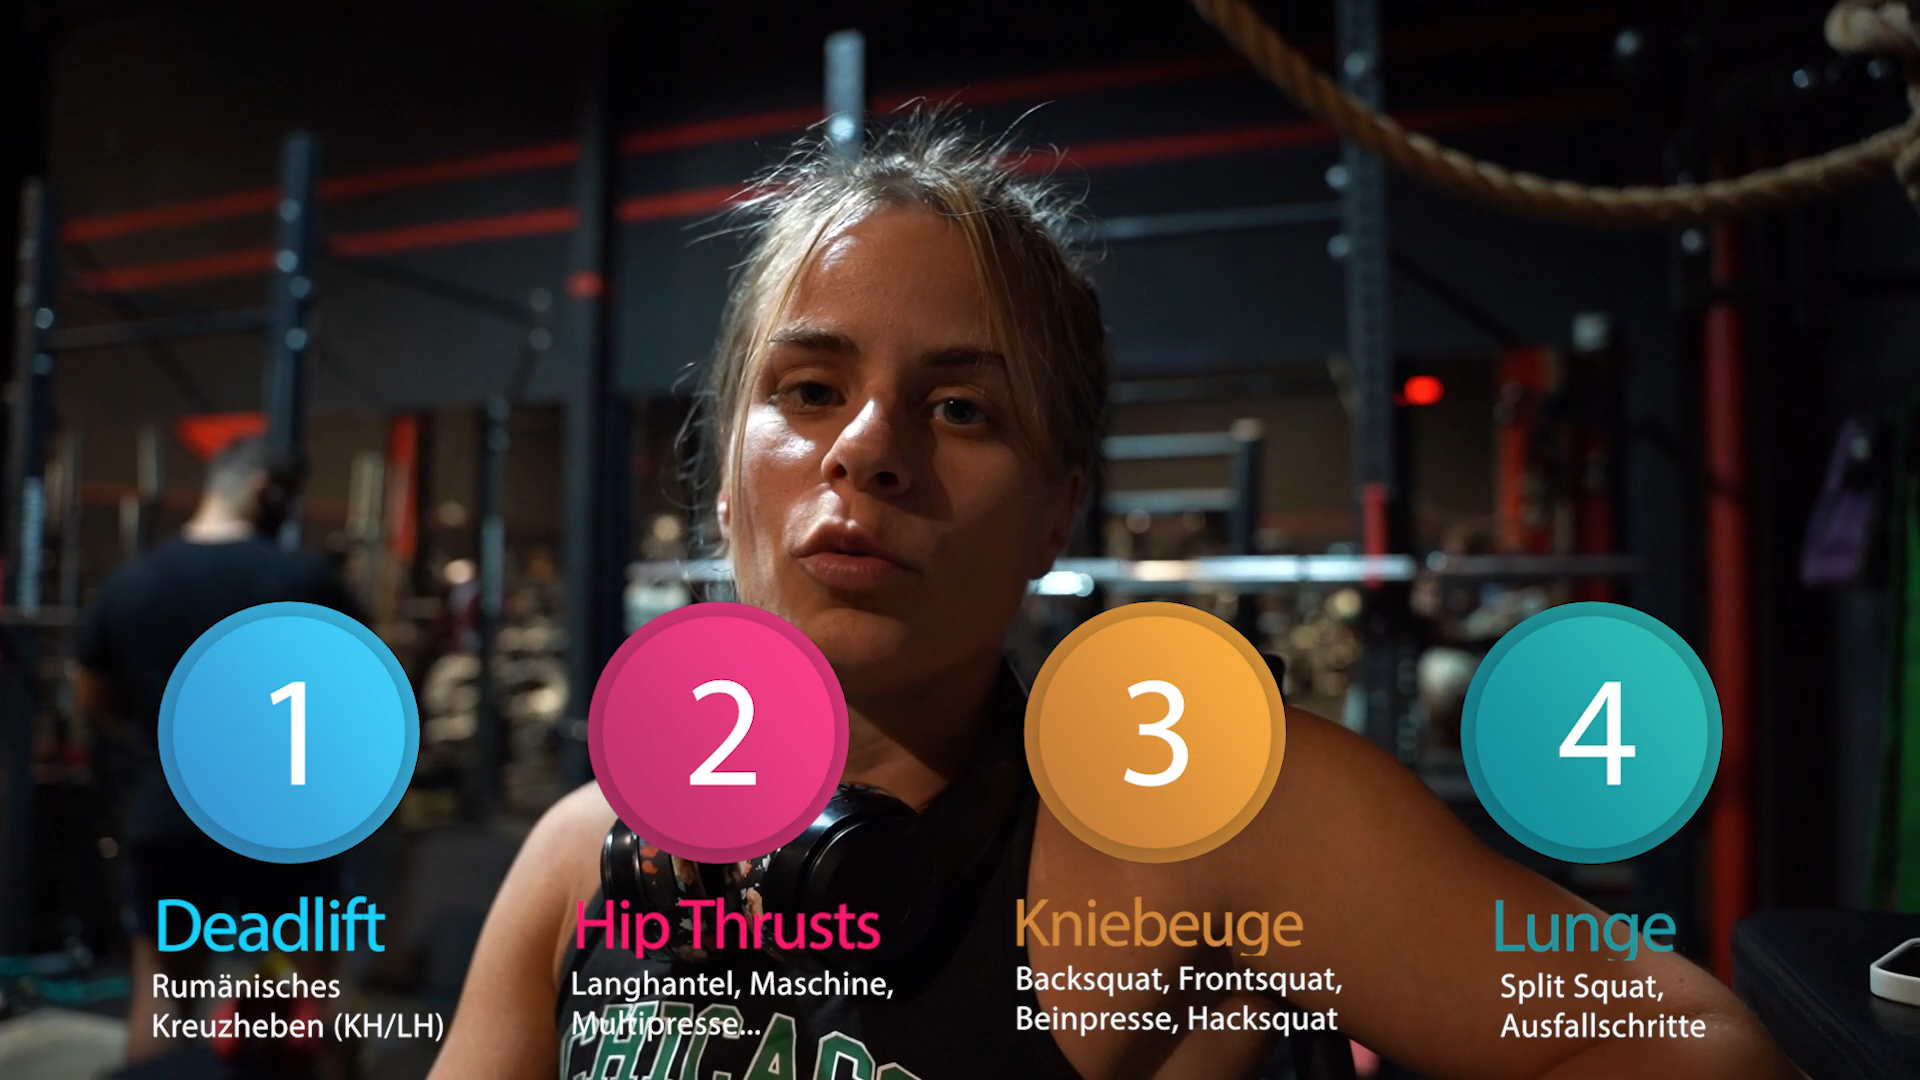 1
2
3
4
Deadlift
Rumänisches
Kreuzheben (KH/LH)
Hip Thrusts
Langhantel, Maschine,
Multipresse...
Kniebeuge
Backsquat, Frontsquat,
Beinpresse, Hacksquat
Lunge
Split Squat,
Ausfallschritte
CHICAG